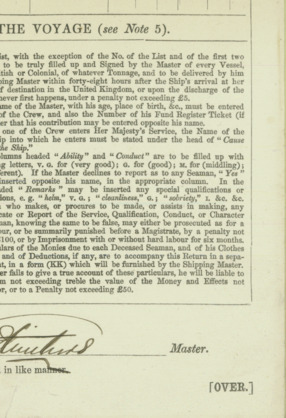 THE VOYAGE (see Note 5).
ist, with the exception of the No. of the List and of the first two
to be truly filled up and Signed by the Master of every Vessel,
itish or Colonial, of whatever Tonnage, and to be delivered by him
ping Master within forty-eight hours after the Ship's arrival at her
f destination in the United Kingdom, or upon the discharge of the
hever first happens, under a penalty not exceeding £5.
ame of the Master, with his age, place of birth, &c., must be entered
of the Crew, and also the Number of his Fund Register Ticket (if
er that his contribution may be entered opposite his name.
one of the Crew enters Her Majesty's Service, the Name of the
ip into which he enters must be stated under the head of "Cause
the Ship."
lumns headed "Ability" and "Conduct" are to be filled up with
ng letters, v. G. for (very good); G. for (good); M. for (middling);
ferent). If the Master declines to report as to any Seaman, "Yes"
inserted opposite his name, in the appropriate column. In the
ded "Remarks" may be inserted any special qualifications or
tions, e. g. "helm," v. G.; "cleanliness," G.; "sobriety," I. &c. &c.
who makes, or procures to be made, or assists in making, any
cate or Report of the Service, Qualification, Conduct, or Character
man, knowing the same to be false, may either be prosecuted as for a
ur, or be summarily punished before a Magistrate, by a penalty not
£100, or by Imprisonment with or without hard labour for six months.
lars of the Monies due to each Deceased Seaman, and of his Clothes
and of Deductions, if any, are to accompany this Return in a sepa-
nt, in a form (KK) which will be furnished by the Shipping Master.
er fails to give a true account of these particulars, he will be liable to
m not exceeding treble the value of the Money and Effects not
or, or to a Penalty not exceeding £50.
Master.
in like manner.
[OVER.]